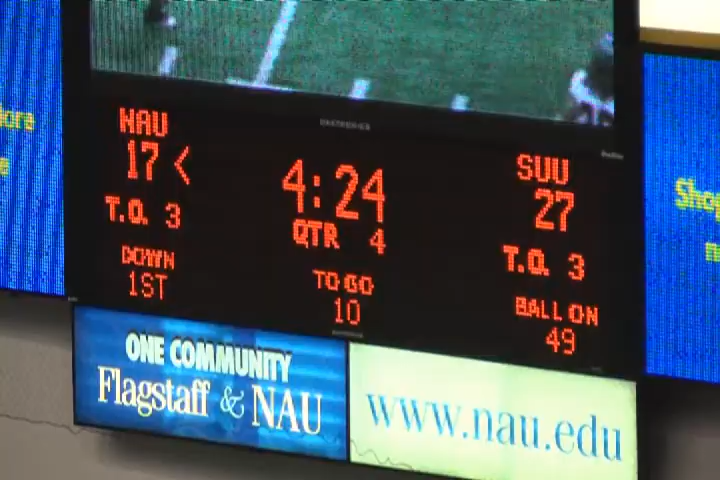 NAU
17 <
T.O. 3
DOWN
1ST
4:24
QTR 4
TO GO
10
SUU
27
T.O. 3
BALL ON
49
ONE COMMUNITY
Flagstaff & NAU
www.nau.edu